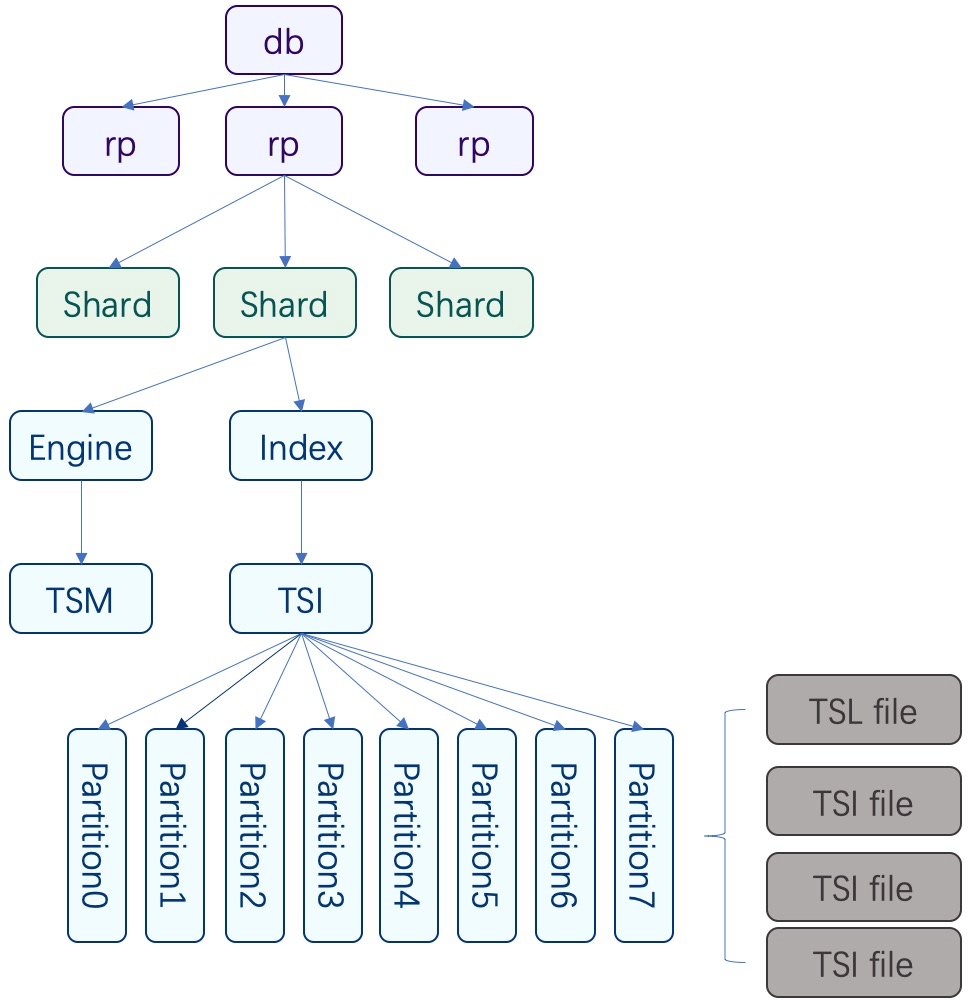 db
rp
rp
rp
Shard
Shard
Shard
Engine
Index
TSM
TSI
Partition0
Partition1
Partition2
Partition3
Partition4
Partition5
Partition6
Partition7
TSL file
TSI file
TSI file
TSI file